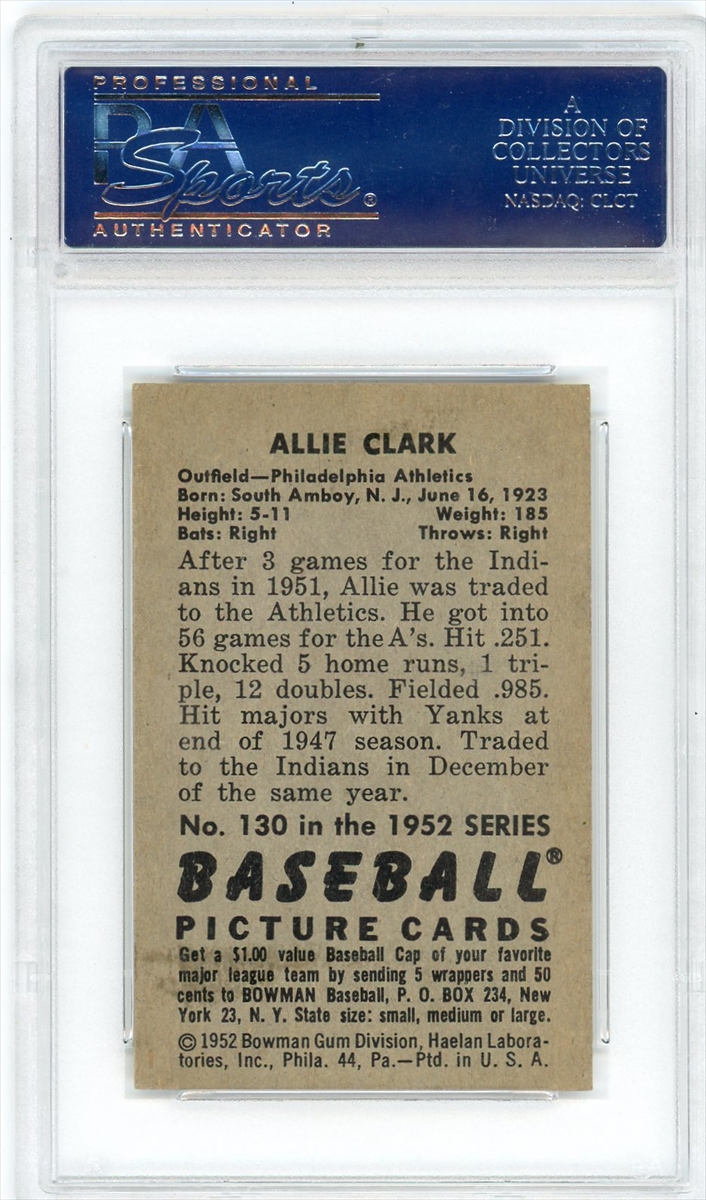 PROFESSIONAL
PSA
Sports®
AUTHENTICATOR
A
DIVISION OF
COLLECTORS
UNIVERSE
NASDAQ: CLCT
ALLIE CLARK
Outfield—Philadelphia Athletics
Born: South Amboy, N. J., June 16, 1923
Height: 5-11 Weight: 185
Bats: Right Throws: Right
After 3 games for the Indi-
ans in 1951, Allie was traded
to the Athletics. He got into
56 games for the A's. Hit .251.
Knocked 5 home runs, 1 tri-
ple, 12 doubles. Fielded .985.
Hit majors with Yanks at
end of 1947 season. Traded
to the Indians in December
of the same year.
No. 130 in the 1952 SERIES
BASEBALL®
PICTURE CARDS
Get a $1.00 value Baseball Cap of your favorite
major league team by sending 5 wrappers and 50
cents to BOWMAN Baseball, P. O. BOX 234, New
York 23, N. Y. State size: small, medium or large.
© 1952 Bowman Gum Division, Haelan Labora-
tories, Inc., Phila. 44, Pa.—Ptd. in U. S. A.